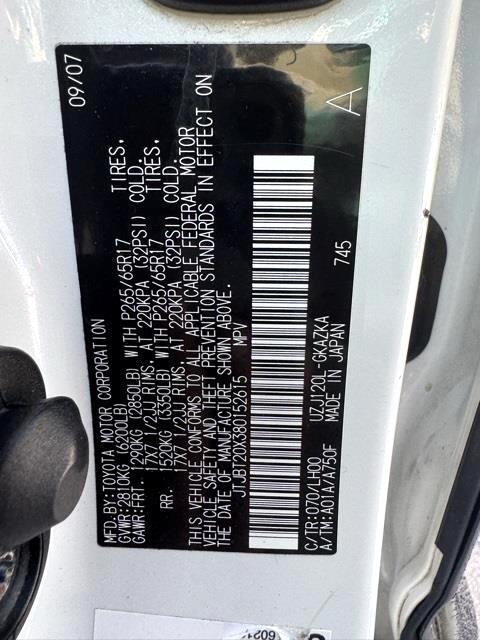 MFD.BY:TOYOTA MOTOR CORPORATION 09/07
GVWR:2810KG (6200LB)
GAWR:FRT. 1290KG (2850LB) WITH P265/65R17 TIRES,
17X7 1/2JJ RIMS, AT 220KPA (32PSI) COLD.
RR. 1520KG (3350LB) WITH P265/65R17 TIRES,
17X7 1/2JJ RIMS, AT 220KPA (32PSI) COLD.
THIS VEHICLE CONFORMS TO ALL APPLICABLE FEDERAL MOTOR
VEHICLE SAFETY AND THEFT PREVENTION STANDARDS IN EFFECT ON
THE DATE OF MANUFACTURE SHOWN ABOVE.
JTJBT20X380152615 MPV
A
C/TR:070/LH00 UZJ120L-GKAZKA
A/TM:A01A/A750F MADE IN JAPAN 745